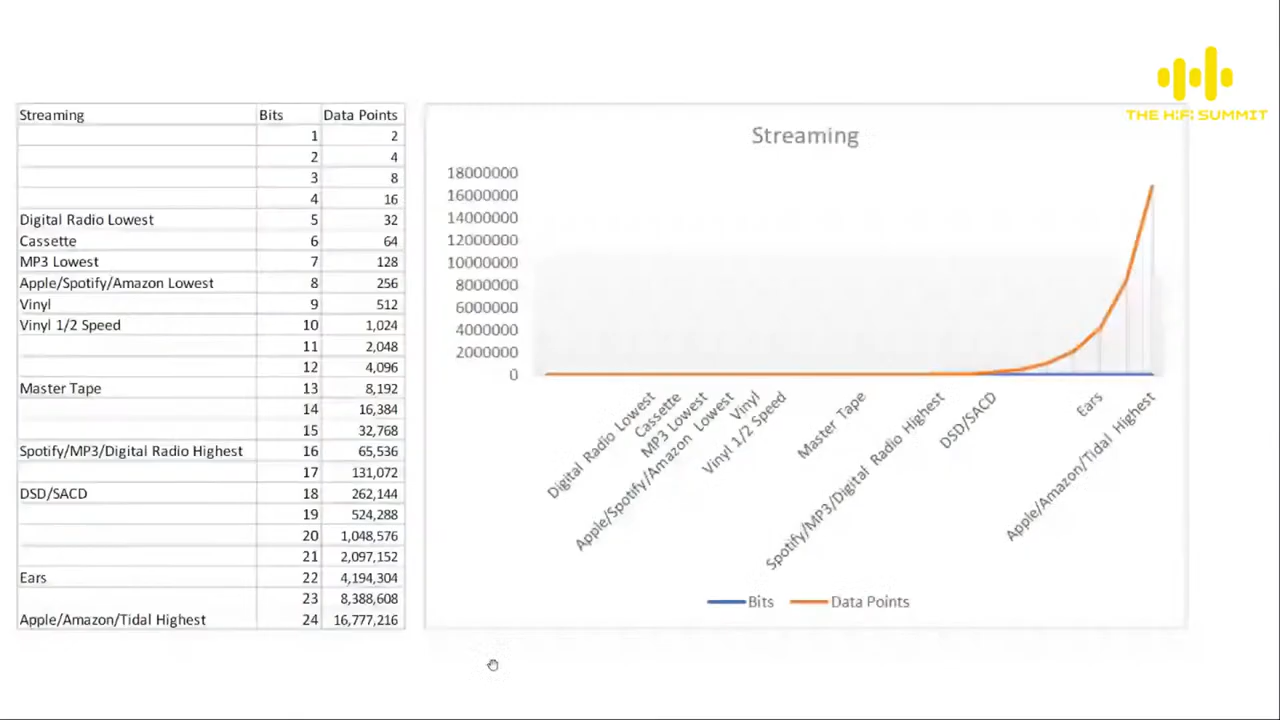 THE HIFI SUMMIT
Streaming Bits Data Points
1 2
2 4
3 8
4 16
Digital Radio Lowest 5 32
Cassette 6 64
MP3 Lowest 7 128
Apple/Spotify/Amazon Lowest 8 256
Vinyl 9 512
Vinyl 1/2 Speed 10 1,024
11 2,048
12 4,096
Master Tape 13 8,192
14 16,384
15 32,768
Spotify/MP3/Digital Radio Highest 16 65,536
17 131,072
DSD/SACD 18 262,144
19 524,288
20 1,048,576
21 2,097,152
Ears 22 4,194,304
23 8,388,608
Apple/Amazon/Tidal Highest 24 16,777,216
Streaming
18000000
16000000
14000000
12000000
10000000
8000000
6000000
4000000
2000000
0
Digital Radio Lowest
Cassette
MP3 Lowest
Apple/Spotify/Amazon Lowest
Vinyl
Vinyl 1/2 Speed
Master Tape
Spotify/MP3/Digital Radio Highest
DSD/SACD
Ears
Apple/Amazon/Tidal Highest
Bits Data Points